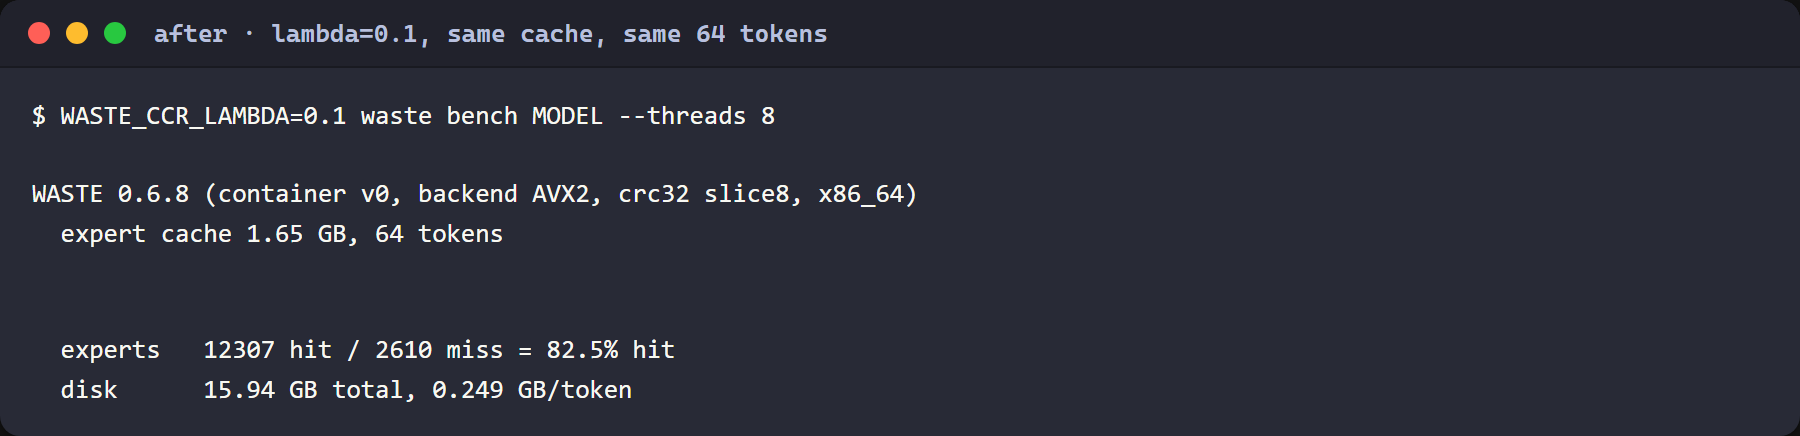 after · lambda=0.1, same cache, same 64 tokens
$ WASTE_CCR_LAMBDA=0.1 waste bench MODEL --threads 8
WASTE 0.6.8 (container v0, backend AVX2, crc32 slice8, x86_64)
expert cache 1.65 GB, 64 tokens
experts 12307 hit / 2610 miss = 82.5% hit
disk 15.94 GB total, 0.249 GB/token